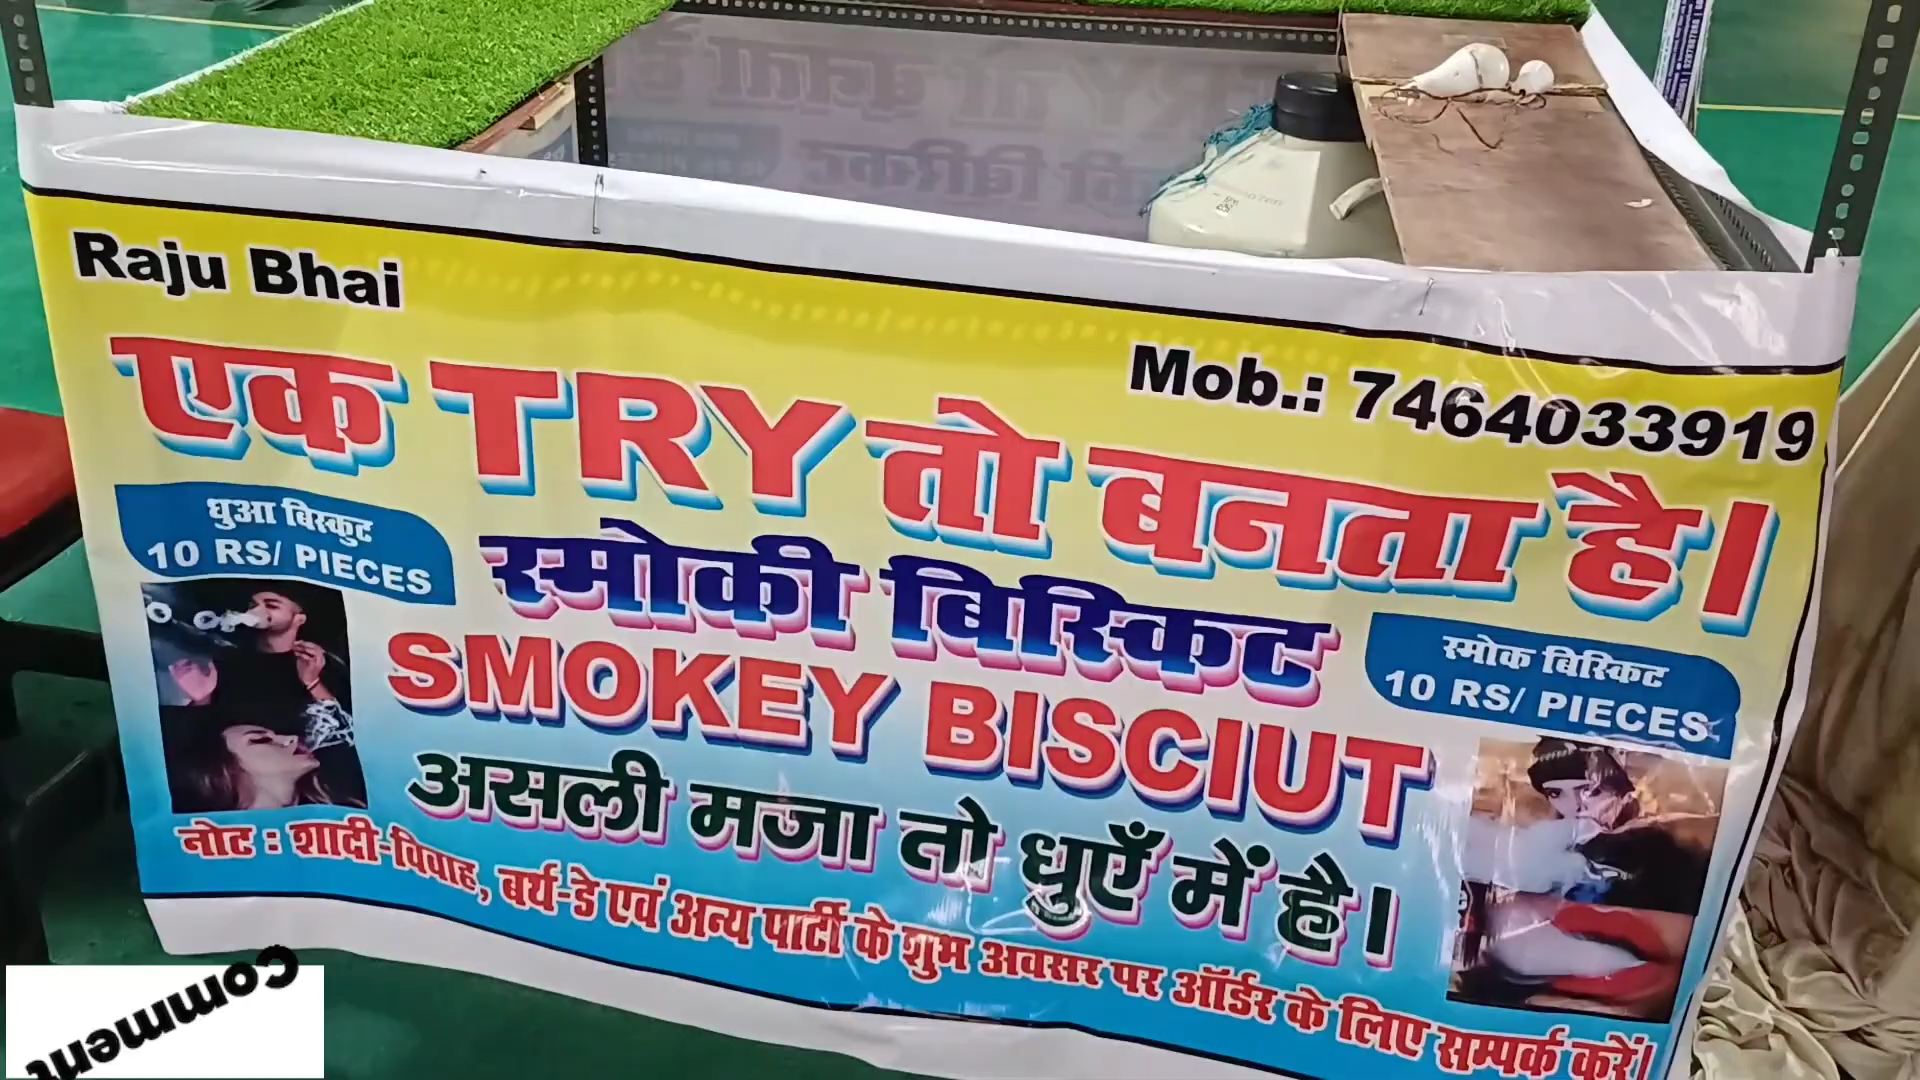 Raju Bhai
Mob.: 7464033919
एक TRY तो बनता है।
धुआ बिस्कुट
10 RS/ PIECES
स्मोकी बिस्किट
SMOKEY BISCIUT
स्मोक बिस्किट
10 RS/ PIECES
असली मजा तो धुएँ में है।
नोट : शादी-विवाह, बर्थ-डे एवं अन्य पार्टी के शुभ अवसर पर ऑर्डर के लिए सम्पर्क करें।
Comment